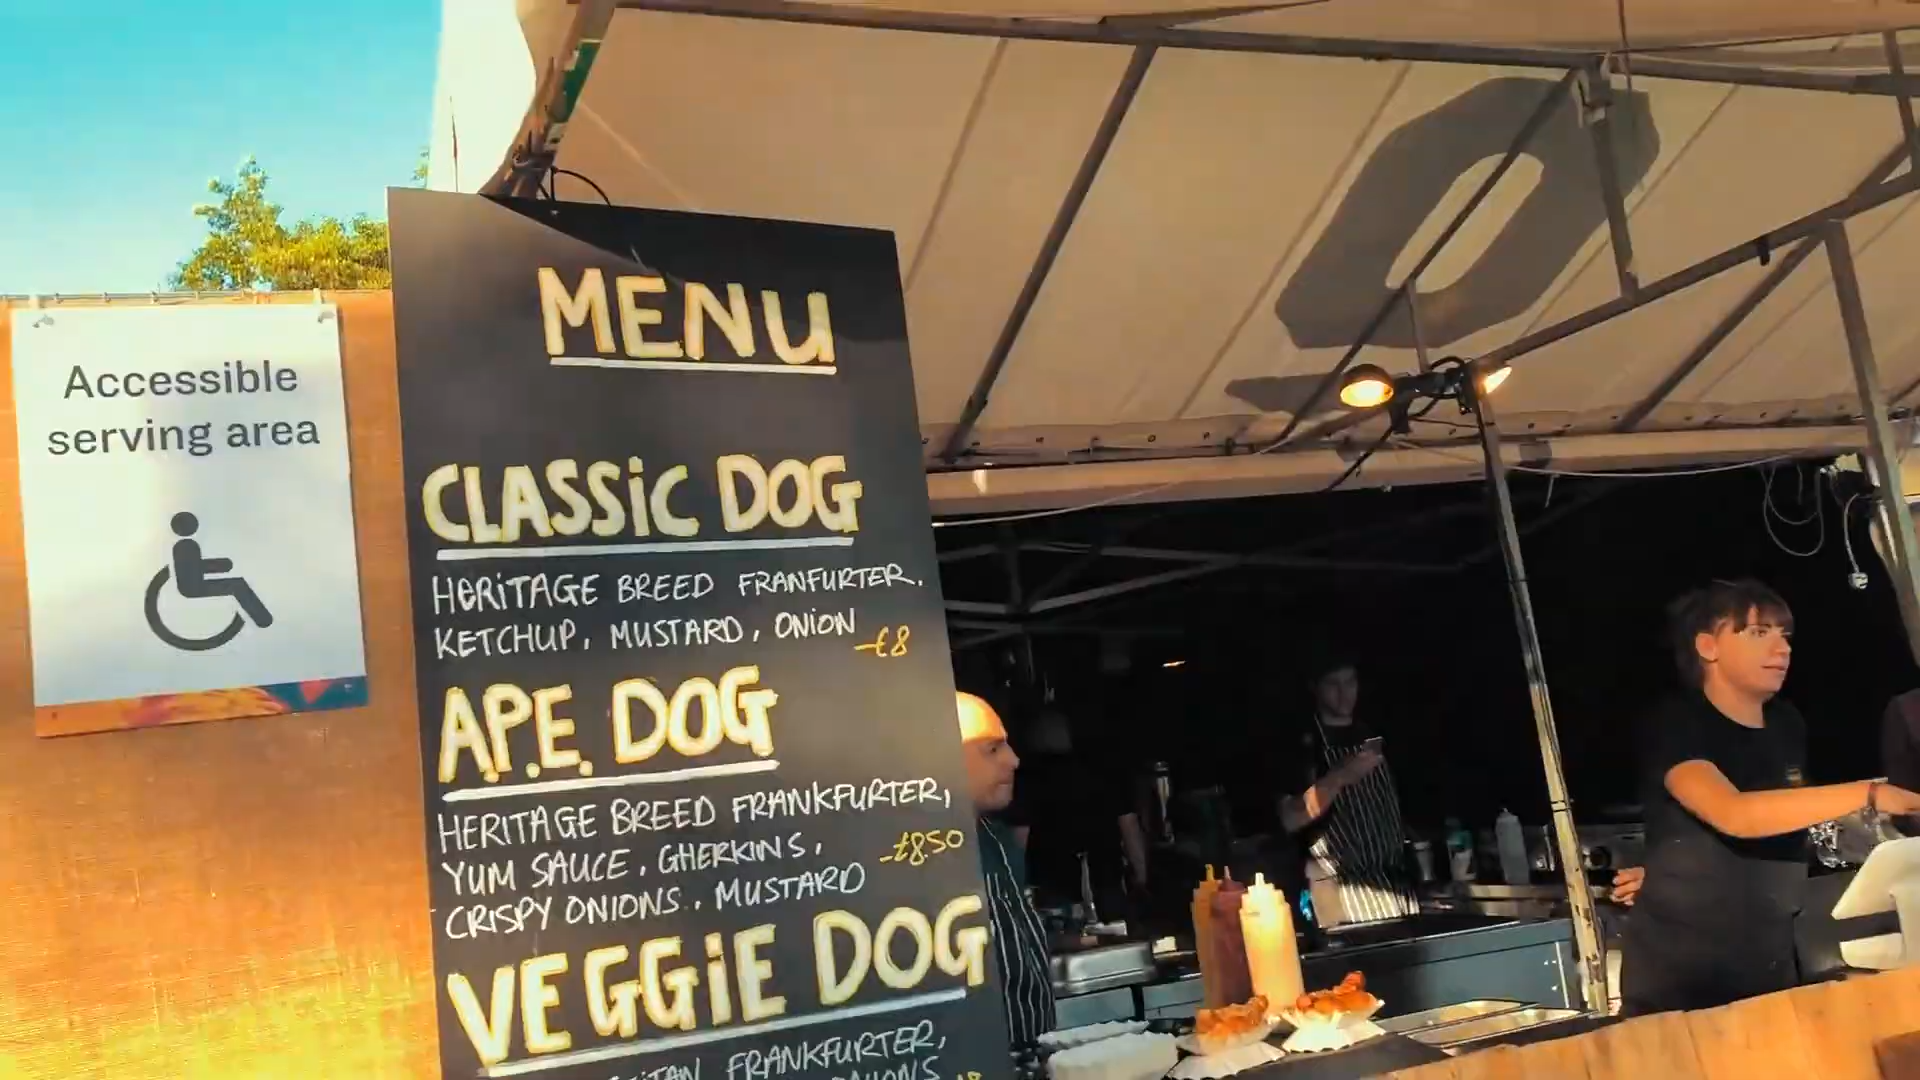 Accessible
serving area
MENU
CLASSIC DOG
HERITAGE BREED FRANFURTER.
KETCHUP, MUSTARD, ONION
-£8
A.P.E. DOG
HERITAGE BREED FRANKFURTER,
YUM SAUCE, GHERKINS,
-£8.50
CRISPY ONIONS, MUSTARD
VEGGIE DOG
FRANKFURTER,